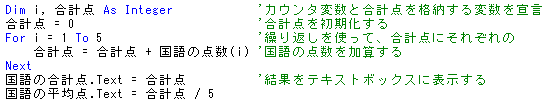 Dim i, 合計点 As Integer 'カウンタ変数と合計点を格納する変数を宣言
合計点 = 0 '合計点を初期化する
For i = 1 To 5 '繰り返しを使って、合計点にそれぞれの
合計点 = 合計点 + 国語の点数(i) '国語の点数を加算する
Next
国語の合計点.Text = 合計点 '結果をテキストボックスに表示する
国語の平均点.Text = 合計点 / 5